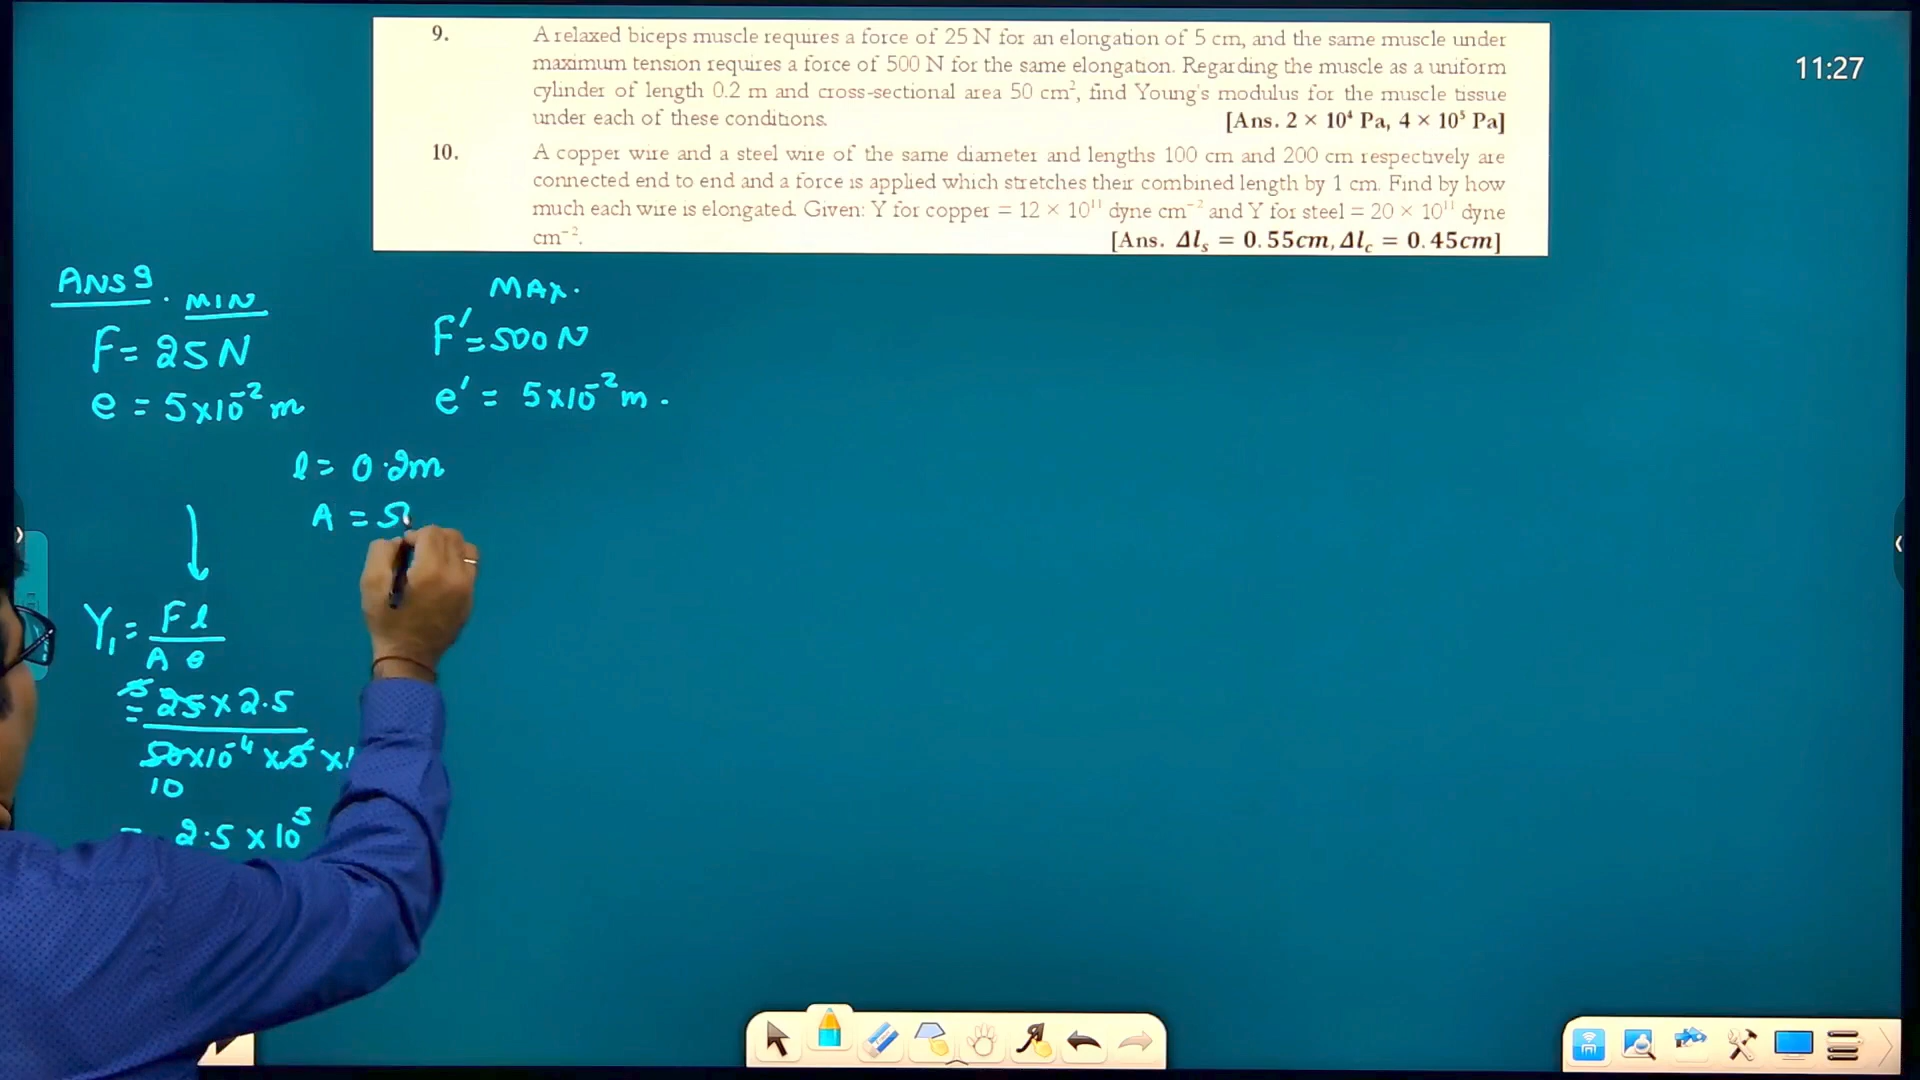 9. A relaxed biceps muscle requires a force of 25 N for an elongation of 5 cm, and the same muscle under
maximum tension requires a force of 500 N for the same elongation. Regarding the muscle as a uniform
cylinder of length 0.2 m and cross-sectional area 50 cm², find Young's modulus for the muscle tissue
under each of these conditions. [Ans. 2 × 10⁴ Pa, 4 × 10⁵ Pa]
10. A copper wire and a steel wire of the same diameter and lengths 100 cm and 200 cm respectively are
connected end to end and a force is applied which stretches their combined length by 1 cm. Find by how
much each wire is elongated. Given: Y for copper = 12 × 10¹¹ dyne cm⁻² and Y for steel = 20 × 10¹¹ dyne
cm⁻². [Ans. Δlₛ = 0.55cm, Δl꜀ = 0.45cm]
11:27
ANS 9. MIN
MAX.
F = 25 N
F' = 500 N
e = 5×10⁻² m
e' = 5×10⁻² m.
l = 0.2m
A = 5
Y₁ = Fl
A e
5
= 25 × 2.5
50×10⁻⁴ × 5 ×
10
= 2.5 × 10⁵